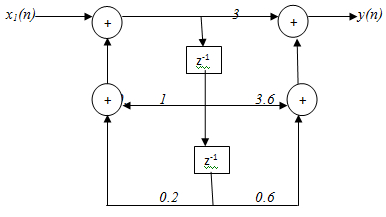 x1(n) 3 y(n)
+ +
z-1
+ 1 3.6 +
z-1
0.2 0.6